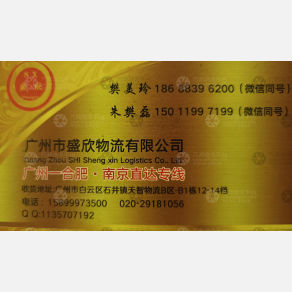 樊美玲 186 6839 6200（微信同号）
朱樊磊 150 1199 7199（微信同号）
广州市盛欣物流有限公司
Guang Zhou SHI Sheng xin Logistics Co., Ltd.
广州一合肥·南京直达专线
收货地址:广州市白云区石井镇天智物流B区-B1栋12-14档
电话：15899973500 020-29181056
Q Q:1135707192